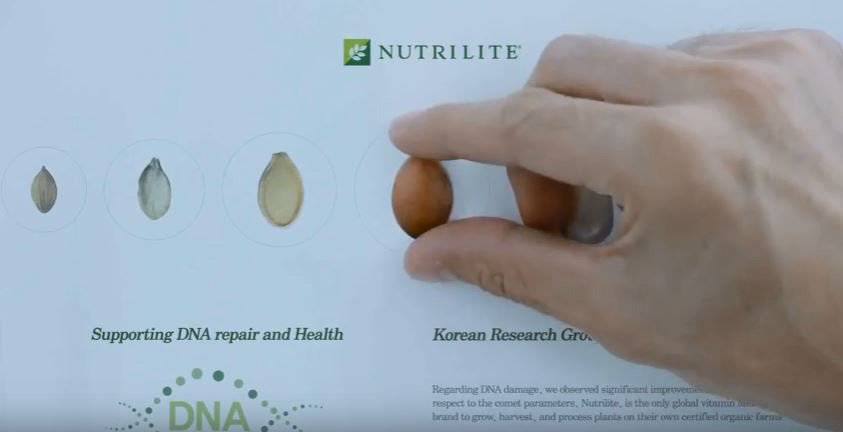 NUTRILITE®
Supporting DNA repair and Health
Korean Research
DNA
Regarding DNA damage, we observed significant
respect to the comet parameters, Nutrilite, is the only global vitamin
brand to grow, harvest, and process plants on their own certified organic farms